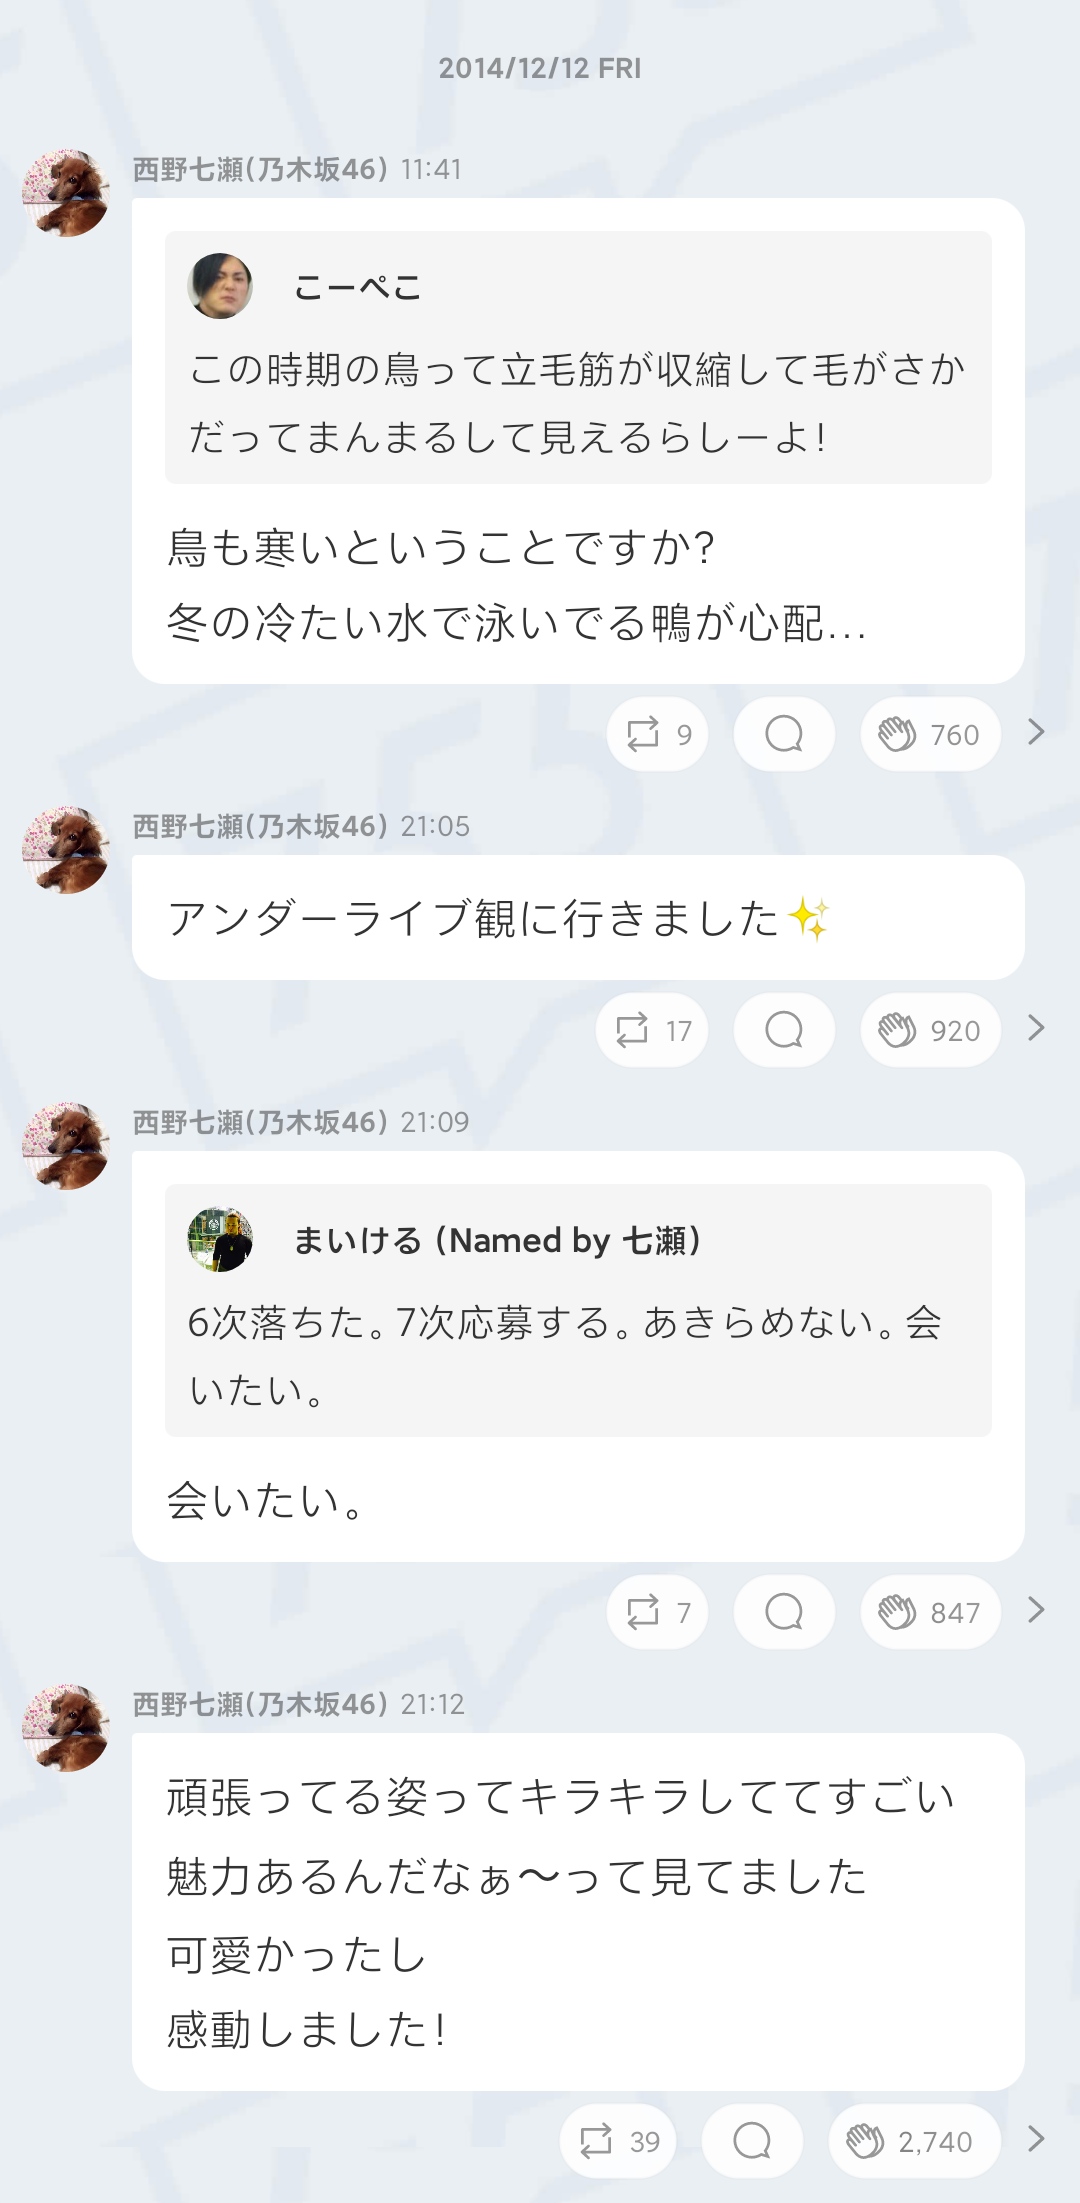 2014/12/12 FRI
西野七瀬(乃木坂46) 11:41
こーぺこ
この時期の鳥って立毛筋が収縮して毛がさか
だってまんまるして見えるらしーよ!
鳥も寒いということですか?
冬の冷たい水で泳いでる鴨が心配...
9
760
西野七瀬(乃木坂46) 21:05
アンダーライブ観に行きました✨
17
920
西野七瀬(乃木坂46) 21:09
まいける (Named by 七瀬)
6次落ちた。7次応募する。あきらめない。会
いたい。
会いたい。
7
847
西野七瀬(乃木坂46) 21:12
頑張ってる姿ってキラキラしててすごい
魅力あるんだなぁ〜って見てました
可愛かったし
感動しました!
39
2,740